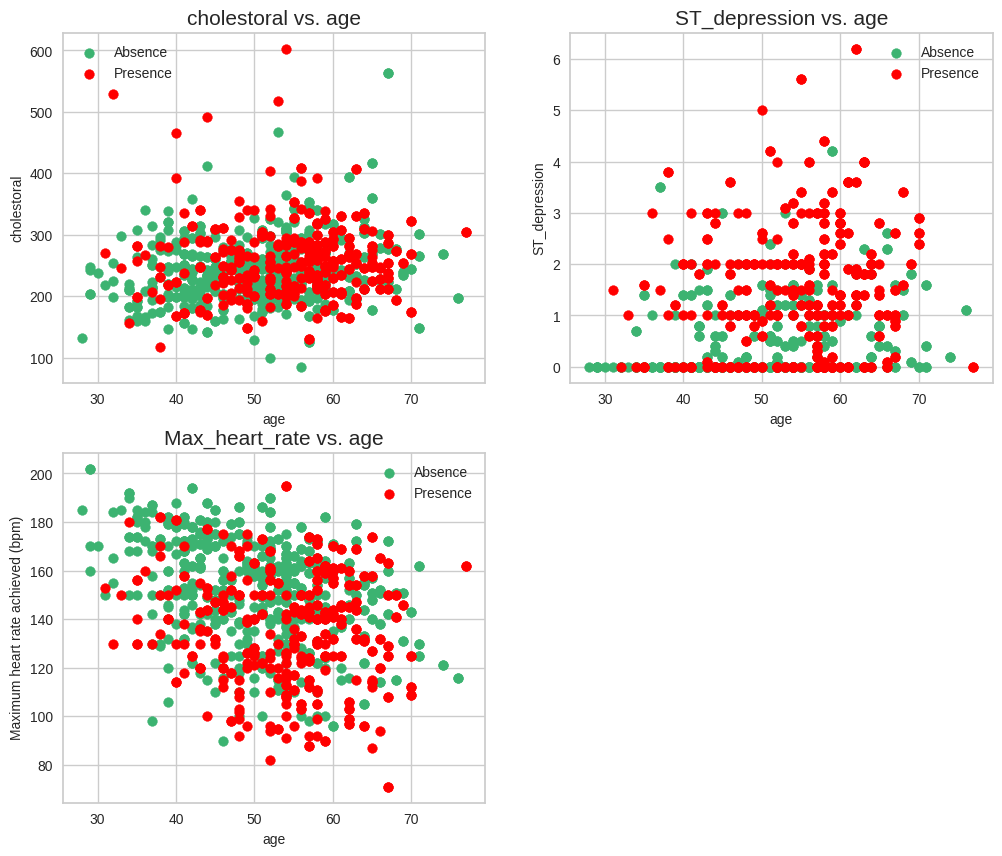 cholestoral vs. age
Absence
Presence
600
500
400
300
200
100
cholestoral
30 40 50 60 70
age
ST_depression vs. age
Absence
Presence
6
5
4
3
2
1
0
ST_depression
30 40 50 60 70
age
Max_heart_rate vs. age
Absence
Presence
200
180
160
140
120
100
80
Maximum heart rate achieved (bpm)
30 40 50 60 70
age